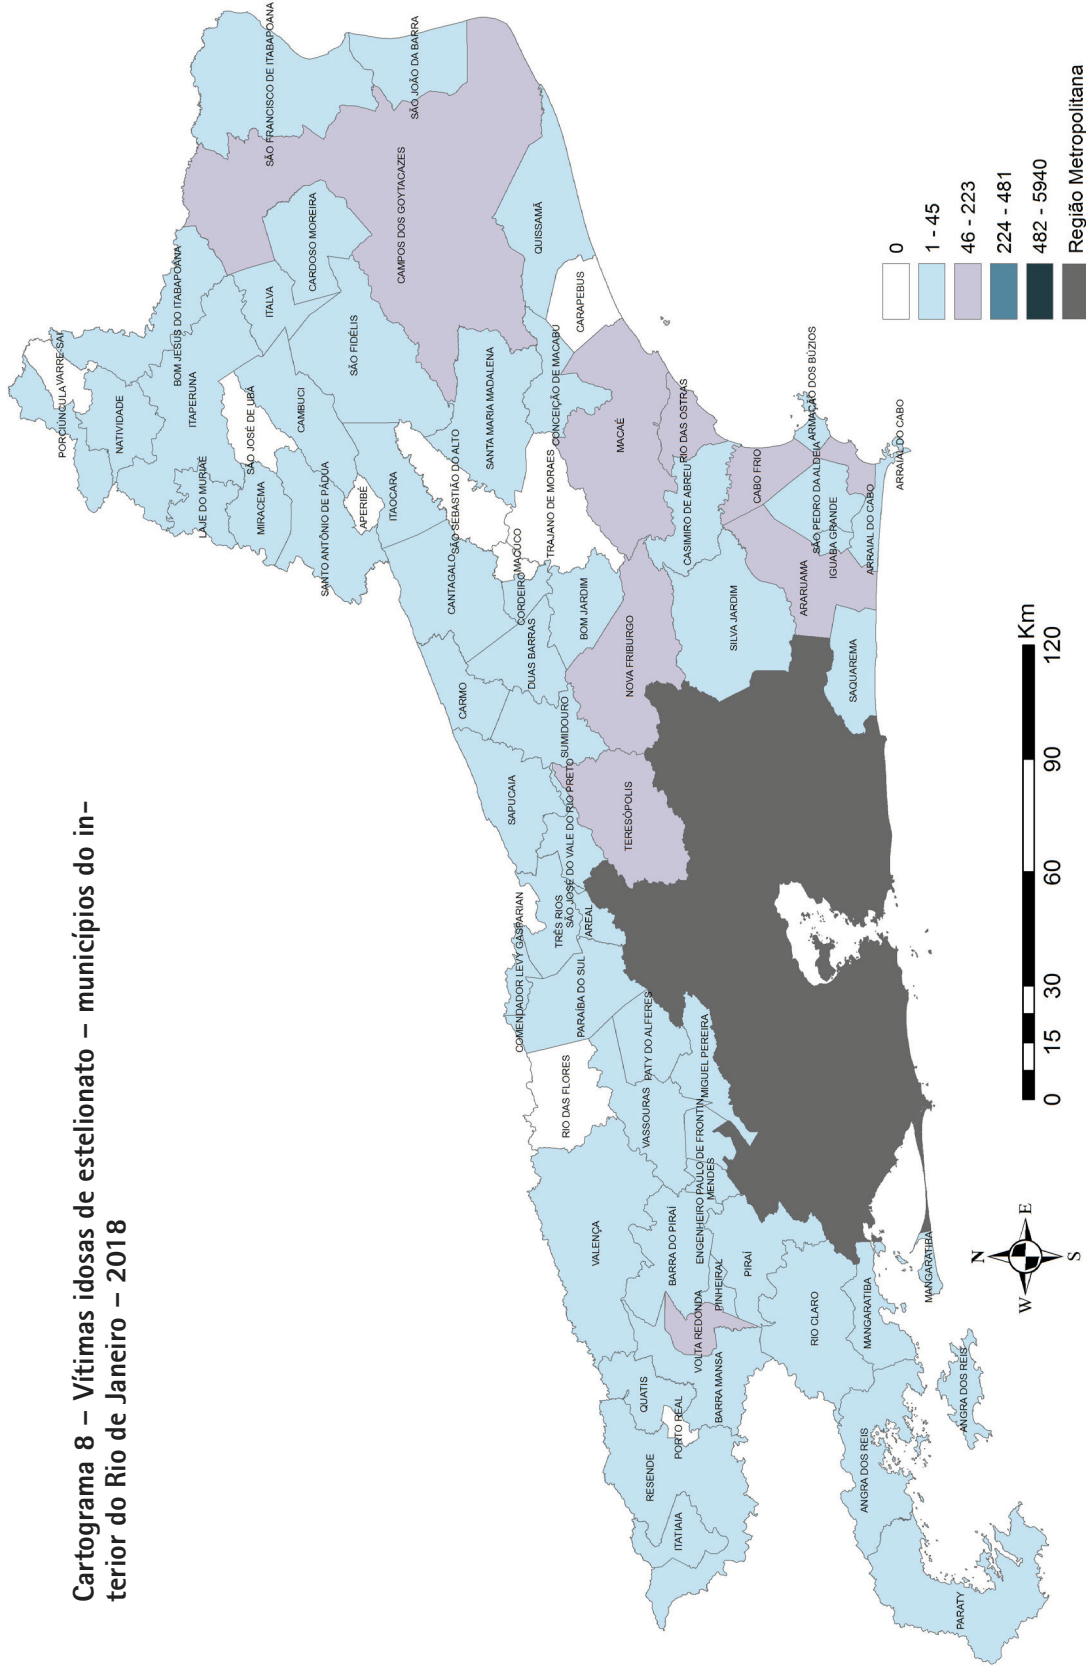 Cartograma 8 – Vítimas idosas de estelionato – municípios do in-
terior do Rio de Janeiro – 2018
PORCIÚNCULA
VARRE-SAI
NATIVIDADE
BOM JESUS DO ITABAPOANA
ITAPERUNA
LAJE DO MURIAÉ
SÃO JOSÉ DE UBÁ
MIRACEMA
ITALVA
CAMBUCI
SANTO ANTÔNIO DE PÁDUA
SÃO FRANCISCO DE ITABAPOANA
CARDOSO MOREIRA
SÃO FIDÉLIS
APERIBÉ
ITAOCARA
CAMPOS DOS GOYTACAZES
SÃO JOÃO DA BARRA
CANTAGALO
SÃO SEBASTIÃO DO ALTO
SANTA MARIA MADALENA
QUISSAMÃ
CARMO
CORDEIRO
MACUCO
TRAJANO DE MORAES
CONCEIÇÃO DE MACABU
CARAPEBUS
SAPUCAIA
DUAS BARRAS
BOM JARDIM
SUMIDOURO
MACAÉ
COMENDADOR LEVY GASPARIAN
TRÊS RIOS
SÃO JOSÉ DO VALE DO RIO PRETO
AREAL
PARAÍBA DO SUL
NOVA FRIBURGO
TERESÓPOLIS
RIO DAS OSTRAS
CASIMIRO DE ABREU
RIO DAS FLORES
PATY DO ALFERES
VASSOURAS
MIGUEL PEREIRA
ENGENHEIRO PAULO DE FRONTIN
MENDES
SILVA JARDIM
CABO FRIO
ARMAÇÃO DOS BÚZIOS
SÃO PEDRO DA ALDEIA
IGUABA GRANDE
ARARUAMA
ARRAIAL DO CABO
ARRAIAL DO CABO
SAQUAREMA
VALENÇA
BARRA DO PIRAÍ
PINHEIRAL
PIRAÍ
VOLTA REDONDA
BARRA MANSA
QUATIS
PORTO REAL
RESENDE
ITATIAIA
RIO CLARO
MANGARATIBA
MANGARATIBA
ANGRA DOS REIS
ANGRA DOS REIS
PARATY
N
W
E
S
0 15 30 60 90 120
Km
0
1 - 45
46 - 223
224 - 481
482 - 5940
Região Metropolitana